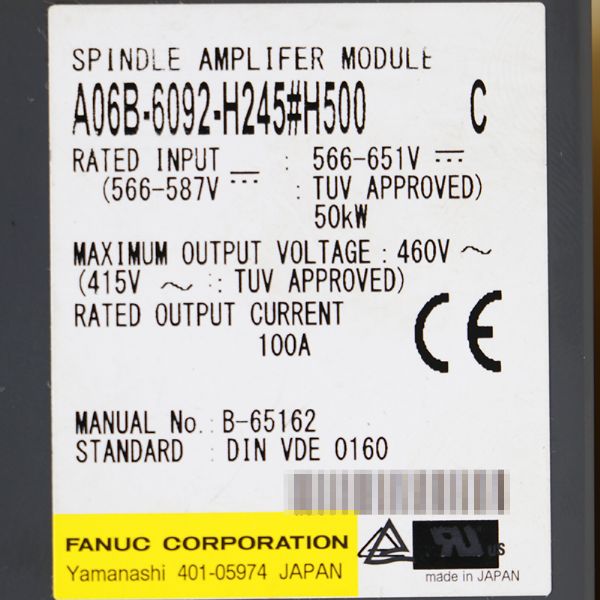 SPINDLE AMPLIFER MODULE
A06B-6092-H245#H500 C
RATED INPUT : 566-651V ⎓
(566-587V ⎓ : TUV APPROVED)
50kW
MAXIMUM OUTPUT VOLTAGE : 460V ～
(415V ～ : TUV APPROVED)
RATED OUTPUT CURRENT
100A
CE
MANUAL No. : B-65162
STANDARD : DIN VDE 0160
FANUC CORPORATION
Yamanashi 401-05974 JAPAN
RU US
made in JAPAN